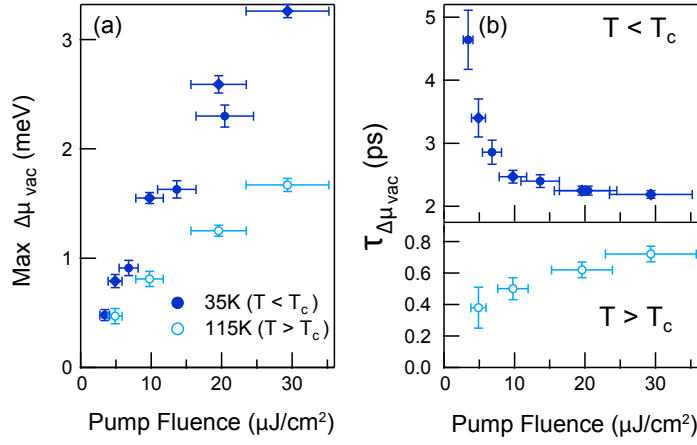 (a)
3
2
1
0
Max Δμ vac (meV)
35K (T < Tc)
115K (T > Tc)
0 10 20 30
Pump Fluence (μJ/cm²)
(b)
T < Tc
5
4
3
2
τΔμvac (ps)
0.8
0.6
0.4
0.2
0.0
T > Tc
0 10 20 30
Pump Fluence (μJ/cm²)